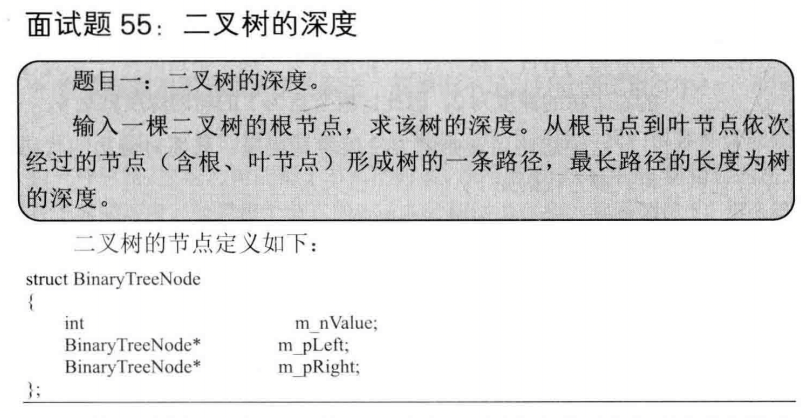 面试题 55：二叉树的深度
题目一：二叉树的深度。
输入一棵二叉树的根节点，求该树的深度。从根节点到叶节点依次
经过的节点（含根、叶节点）形成树的一条路径，最长路径的长度为树
的深度。
二叉树的节点定义如下：
struct BinaryTreeNode
{
int m_nValue;
BinaryTreeNode* m_pLeft;
BinaryTreeNode* m_pRight;
};